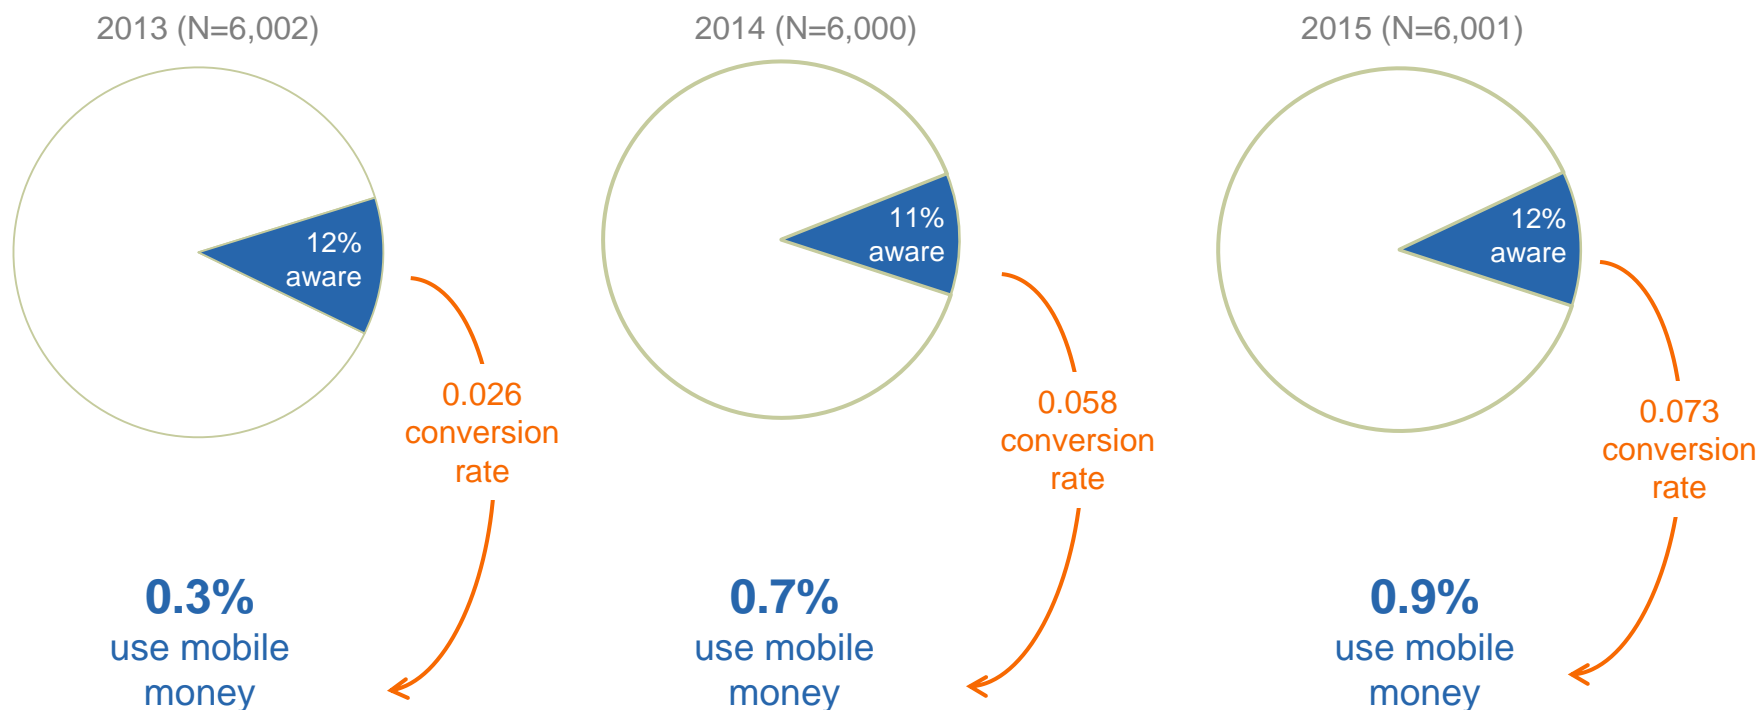 2013 (N=6,002)
12%
aware
0.026
conversion
rate
0.3%
use mobile
money
2014 (N=6,000)
11%
aware
0.058
conversion
rate
0.7%
use mobile
money
2015 (N=6,001)
12%
aware
0.073
conversion
rate
0.9%
use mobile
money